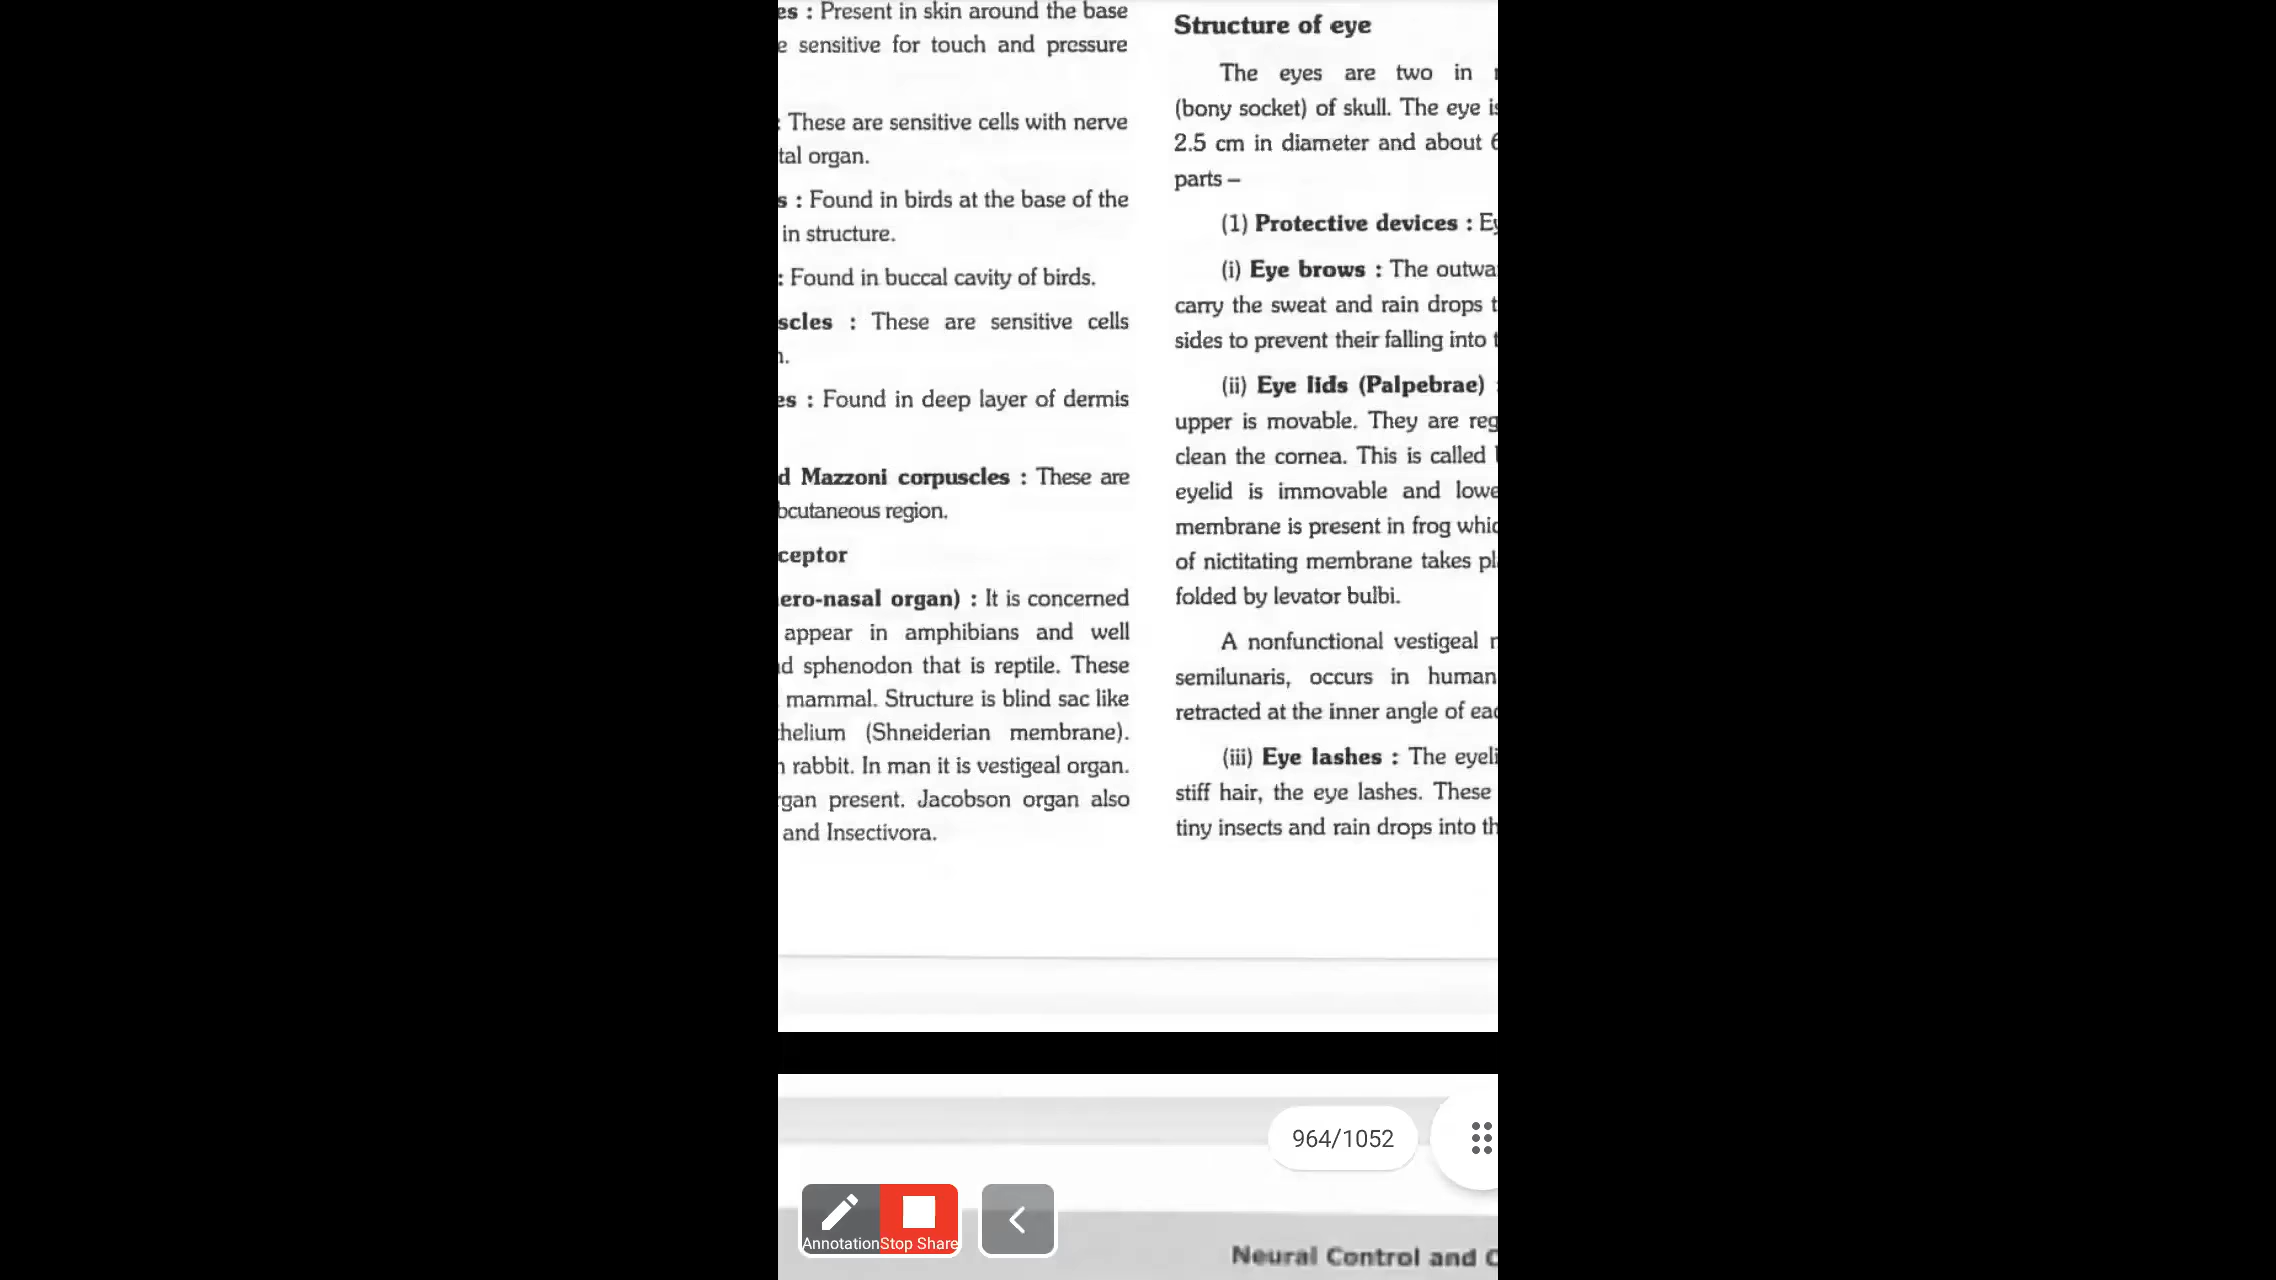 es : Present in skin around the base
e sensitive for touch and pressure
: These are sensitive cells with nerve
tal organ.
s : Found in birds at the base of the
in structure.
: Found in buccal cavity of birds.
scles : These are sensitive cells
.
es : Found in deep layer of dermis
d Mazzoni corpuscles : These are
bcutaneous region.
ceptor
ero-nasal organ) : It is concerned
appear in amphibians and well
d sphenodon that is reptile. These
mammal. Structure is blind sac like
helium (Shneiderian membrane).
rabbit. In man it is vestigeal organ.
gan present. Jacobson organ also
and Insectivora.
Structure of eye
The eyes are two in
(bony socket) of skull. The eye is
2.5 cm in diameter and about 6
parts –
(1) Protective devices : Ey
(i) Eye brows : The outwa
carry the sweat and rain drops t
sides to prevent their falling into t
(ii) Eye lids (Palpebrae) :
upper is movable. They are reg
clean the cornea. This is called
eyelid is immovable and lowe
membrane is present in frog whic
of nictitating membrane takes pl
folded by levator bulbi.
A nonfunctional vestigeal
semilunaris, occurs in human
retracted at the inner angle of eac
(iii) Eye lashes : The eyeli
stiff hair, the eye lashes. These
tiny insects and rain drops into th
964/1052
Annotation Stop Share
Neural Control and C